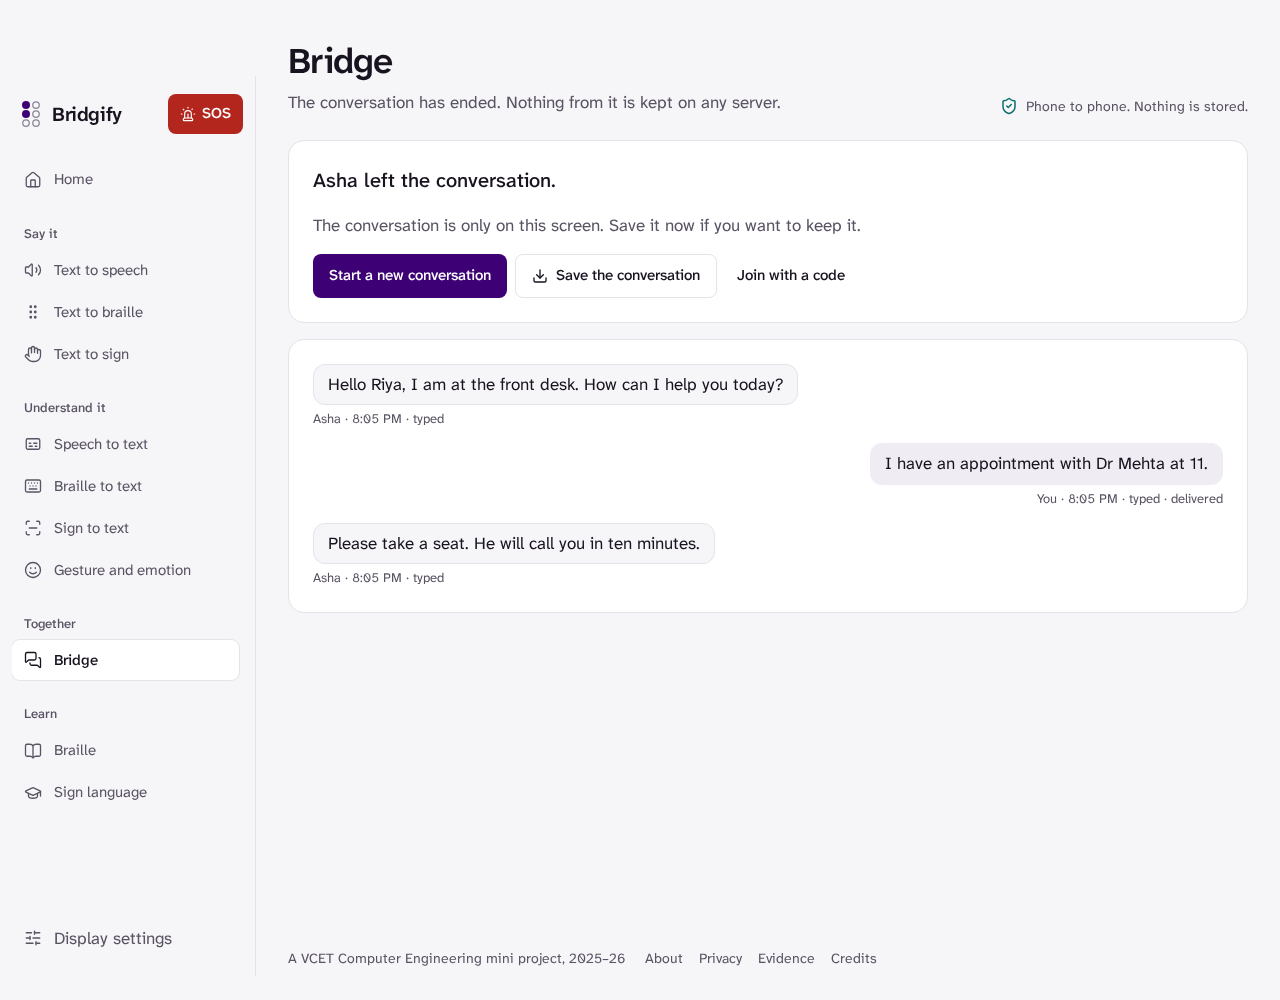 Bridgify
SOS
Home
Say it
Text to speech
Text to braille
Text to sign
Understand it
Speech to text
Braille to text
Sign to text
Gesture and emotion
Together
Bridge
Learn
Braille
Sign language
Display settings
Bridge
The conversation has ended. Nothing from it is kept on any server.
Phone to phone. Nothing is stored.
Asha left the conversation.
The conversation is only on this screen. Save it now if you want to keep it.
Start a new conversation
Save the conversation
Join with a code
Hello Riya, I am at the front desk. How can I help you today?
Asha · 8:05 PM · typed
I have an appointment with Dr Mehta at 11.
You · 8:05 PM · typed · delivered
Please take a seat. He will call you in ten minutes.
Asha · 8:05 PM · typed
A VCET Computer Engineering mini project, 2025–26 About Privacy Evidence Credits